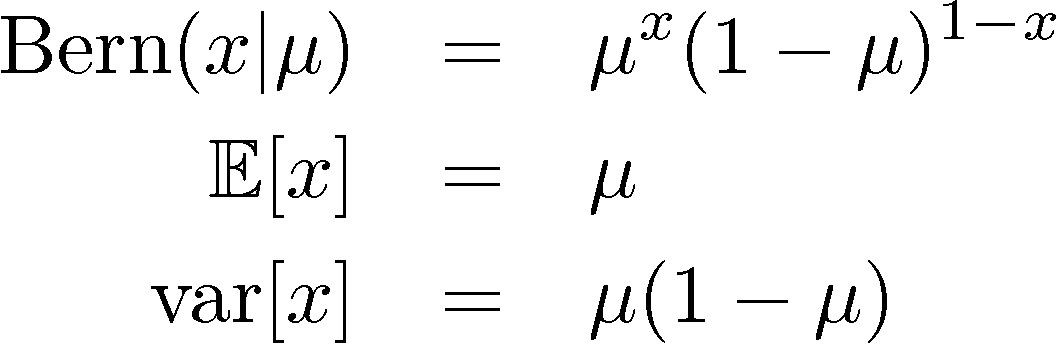 Bern(x|μ) = μ^x(1 − μ)^{1−x}
𝔼[x] = μ
var[x] = μ(1 − μ)